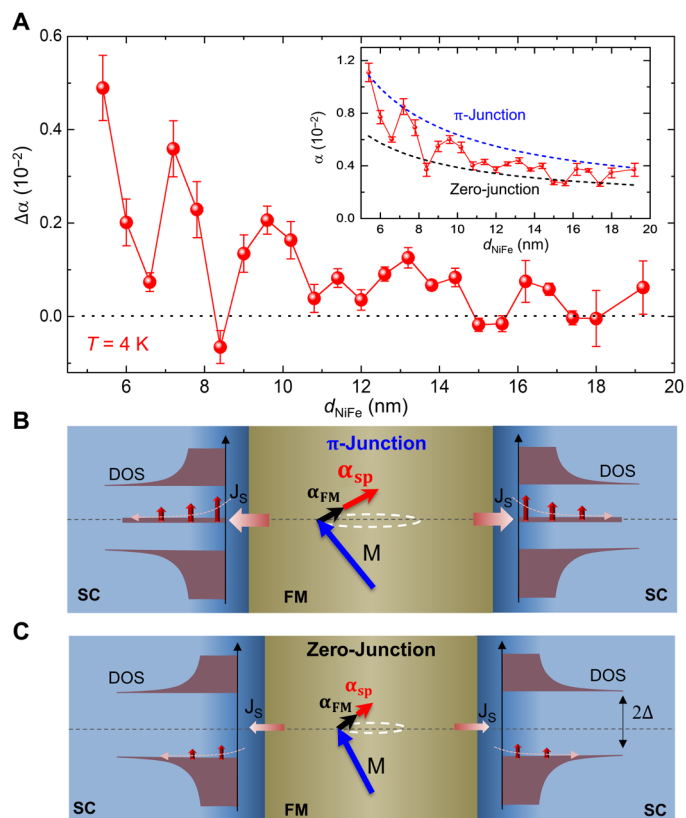 A
0.6
0.4
0.2
0.0
Δα (10⁻²)
T = 4 K
6 8 10 12 14 16 18 20
d_NiFe (nm)
1.2
0.8
0.4
0.0
α (10⁻²)
π-Junction
Zero-junction
4 6 8 10 12 14 16 18 20
d_NiFe (nm)
B
π-Junction
DOS
J_S
α_sp
α_FM
M
J_S
DOS
SC
FM
SC
C
Zero-Junction
DOS
J_S
α_sp
α_FM
M
J_S
DOS
2Δ
SC
FM
SC